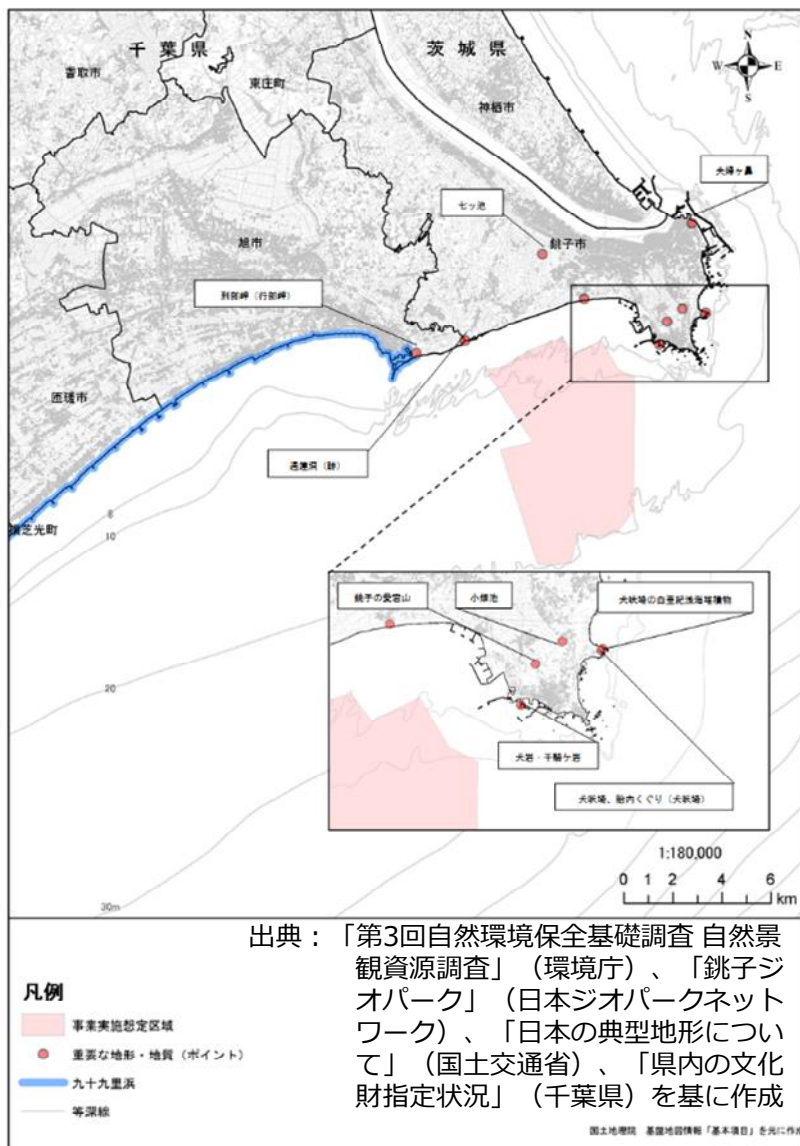 千葉県
茨城県
香取市
東庄町
神栖市
N
W E
S
犬岩・千騎ヶ岩
七ッ池
銚子市
旭市
刑部岬(行部岬)
匝瑳市
通蓮洞(跡)
横芝光町
8
10
銚子の愛宕山
小畑池
犬吠埼の白亜紀浅海堆積物
20
犬吠埼、胎内くぐり(犬吠埼)
1:180,000
0 1 2 4 6
km
30m
出典:「第3回自然環境保全基礎調査 自然景
観資源調査」(環境庁)、「銚子ジ
オパーク」(日本ジオパークネット
ワーク)、「日本の典型地形につい
て」(国土交通省)、「県内の文化
財指定状況」(千葉県)を基に作成
凡例
事業実施想定区域
重要な地形・地質(ポイント)
九十九里浜
等深線
国土地理院 基盤地図情報「基本項目」を元に作成